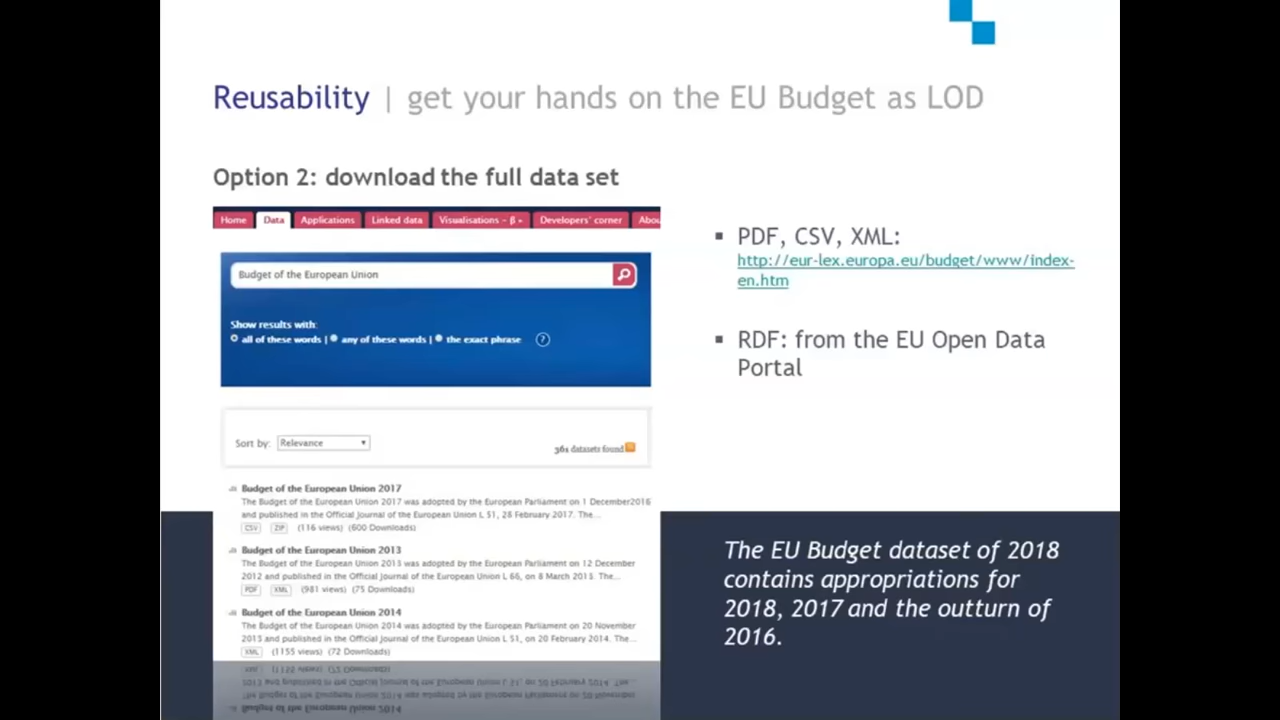 Reusability | get your hands on the EU Budget as LOD
Option 2: download the full data set
Home Data Applications Linked data Visualisations - β Developers' corner Abou
Budget of the European Union
Show results with:
all of these words | any of these words | the exact phrase ?
Sort by: Relevance
361 datasets found
Budget of the European Union 2017
The Budget of the European Union 2017 was adopted by the European Parliament on 1 December2016
and published in the Official Journal of the European Union L 51, 28 February 2017. The...
CSV ZIP (116 views) (600 Downloads)
Budget of the European Union 2013
The Budget of the European Union 2013 was adopted by the European Parliament on 12 December
2012 and published in the Official Journal of the European Union L 66, on 8 March 2013. The...
PDF XML (981 views) (75 Downloads)
Budget of the European Union 2014
The Budget of the European Union 2014 was adopted by the European Parliament on 20 November
2013 and published in the Official Journal of the European Union L 51, on 20 February 2014. The...
XML (1155 views) (72 Downloads)
▪ PDF, CSV, XML:
http://eur-lex.europa.eu/budget/www/index-
en.htm
▪ RDF: from the EU Open Data
Portal
The EU Budget dataset of 2018
contains appropriations for
2018, 2017 and the outturn of
2016.